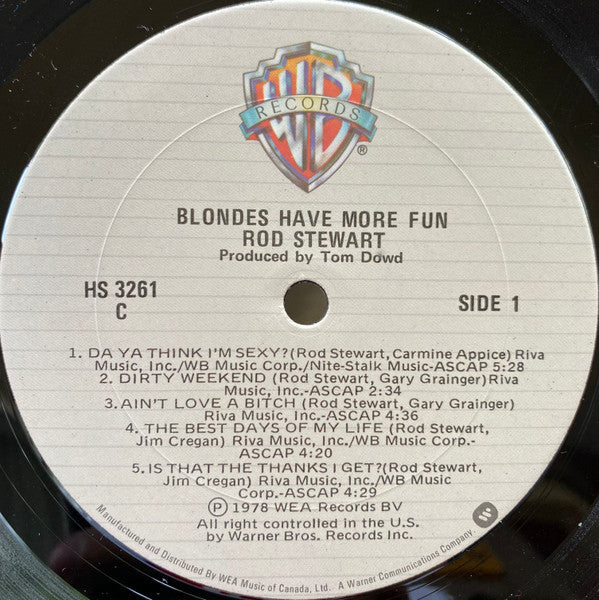 WB
RECORDS
®
BLONDES HAVE MORE FUN
ROD STEWART
Produced by Tom Dowd
HS 3261
C
SIDE 1
1. DA YA THINK I'M SEXY?(Rod Stewart, Carmine Appice) Riva
Music, Inc./WB Music Corp./Nite-Stalk Music-ASCAP 5:28
2. DIRTY WEEKEND (Rod Stewart, Gary Grainger)Riva
Music, Inc.-ASCAP 2:34
3. AIN'T LOVE A BITCH (Rod Stewart, Gary Grainger)
Riva Music, Inc.-ASCAP 4:36
4. THE BEST DAYS OF MY LIFE (Rod Stewart,
Jim Cregan) Riva Music, Inc./WB Music Corp.-
ASCAP 4:20
5. IS THAT THE THANKS I GET?(Rod Stewart,
Jim Cregan) Riva Music, Inc./WB Music
Corp.-ASCAP 4:29
Ⓟ 1978 WEA Records BV
All right controlled in the U.S.
by Warner Bros. Records Inc.
Manufactured and Distributed By WEA Music of Canada, Ltd. A Warner Communications Company.